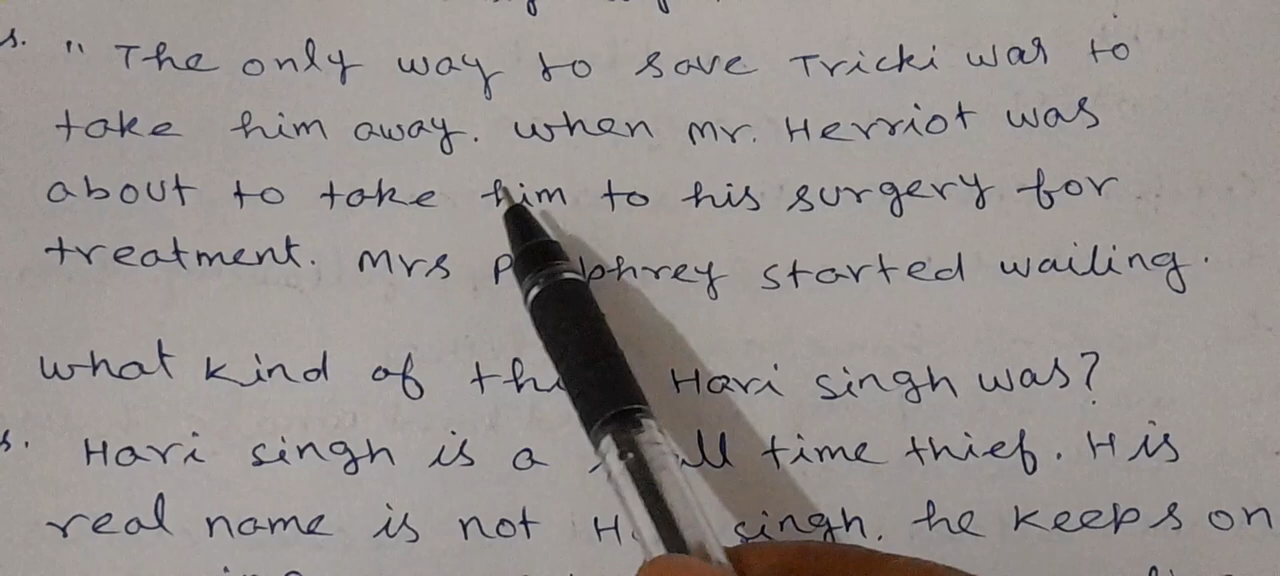 s. " The only way to save Tricki was to
take him away. when mr. Herriot was
about to take him to his surgery for
treatment. Mrs started wailing.
what kind of Hari singh was?
s. Hari singh is a time thief. His
real name is not singh. he keeps on